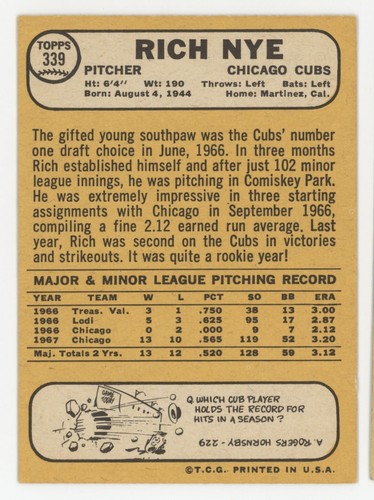 TOPPS
339
RICH NYE
PITCHER CHICAGO CUBS
Ht: 6'4" Wt: 190 Throws: Left Bats: Left
Born: August 4, 1944 Home: Martinez, Cal.
The gifted young southpaw was the Cubs' number
one draft choice in June, 1966. In three months
Rich established himself and after just 102 minor
league innings, he was pitching in Comiskey Park.
He was extremely impressive in three starting
assignments with Chicago in September 1966,
compiling a fine 2.12 earned run average. Last
year, Rich was second on the Cubs in victories
and strikeouts. It was quite a rookie year!
MAJOR & MINOR LEAGUE PITCHING RECORD
YEAR TEAM W L PCT SO BB ERA
1966 Treas. Val. 3 1 .750 38 13 3.00
1966 Lodi 5 3 .625 95 17 2.87
1966 Chicago 0 2 .000 9 7 2.12
1967 Chicago 13 10 .565 119 52 3.20
Maj. Totals 2 Yrs. 13 12 .520 128 59 3.12
Q. WHICH CUB PLAYER
HOLDS THE RECORD FOR
HITS IN A SEASON?
A. ROGERS HORNSBY - 229
©T.C.G. PRINTED IN U.S.A.